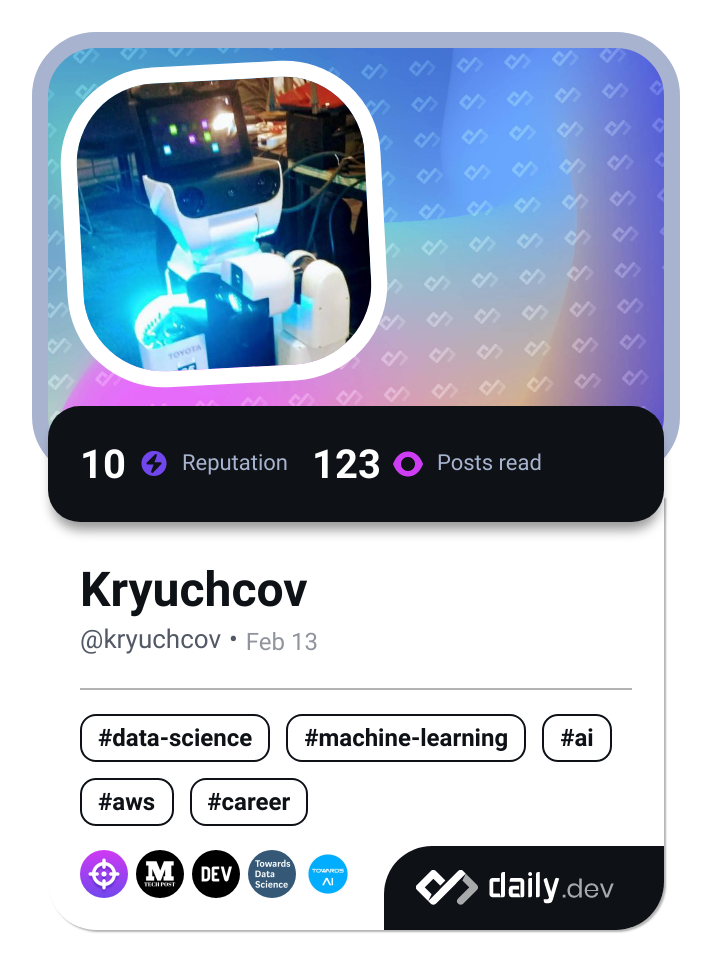 TOYOTA
10 Reputation 123 Posts read
Kryuchcov
@kryuchcov • Feb 13
#data-science #machine-learning #ai
#aws #career
M
TECH POST
DEV
Towards
Data
Science
TOWARDS
AI
daily.dev